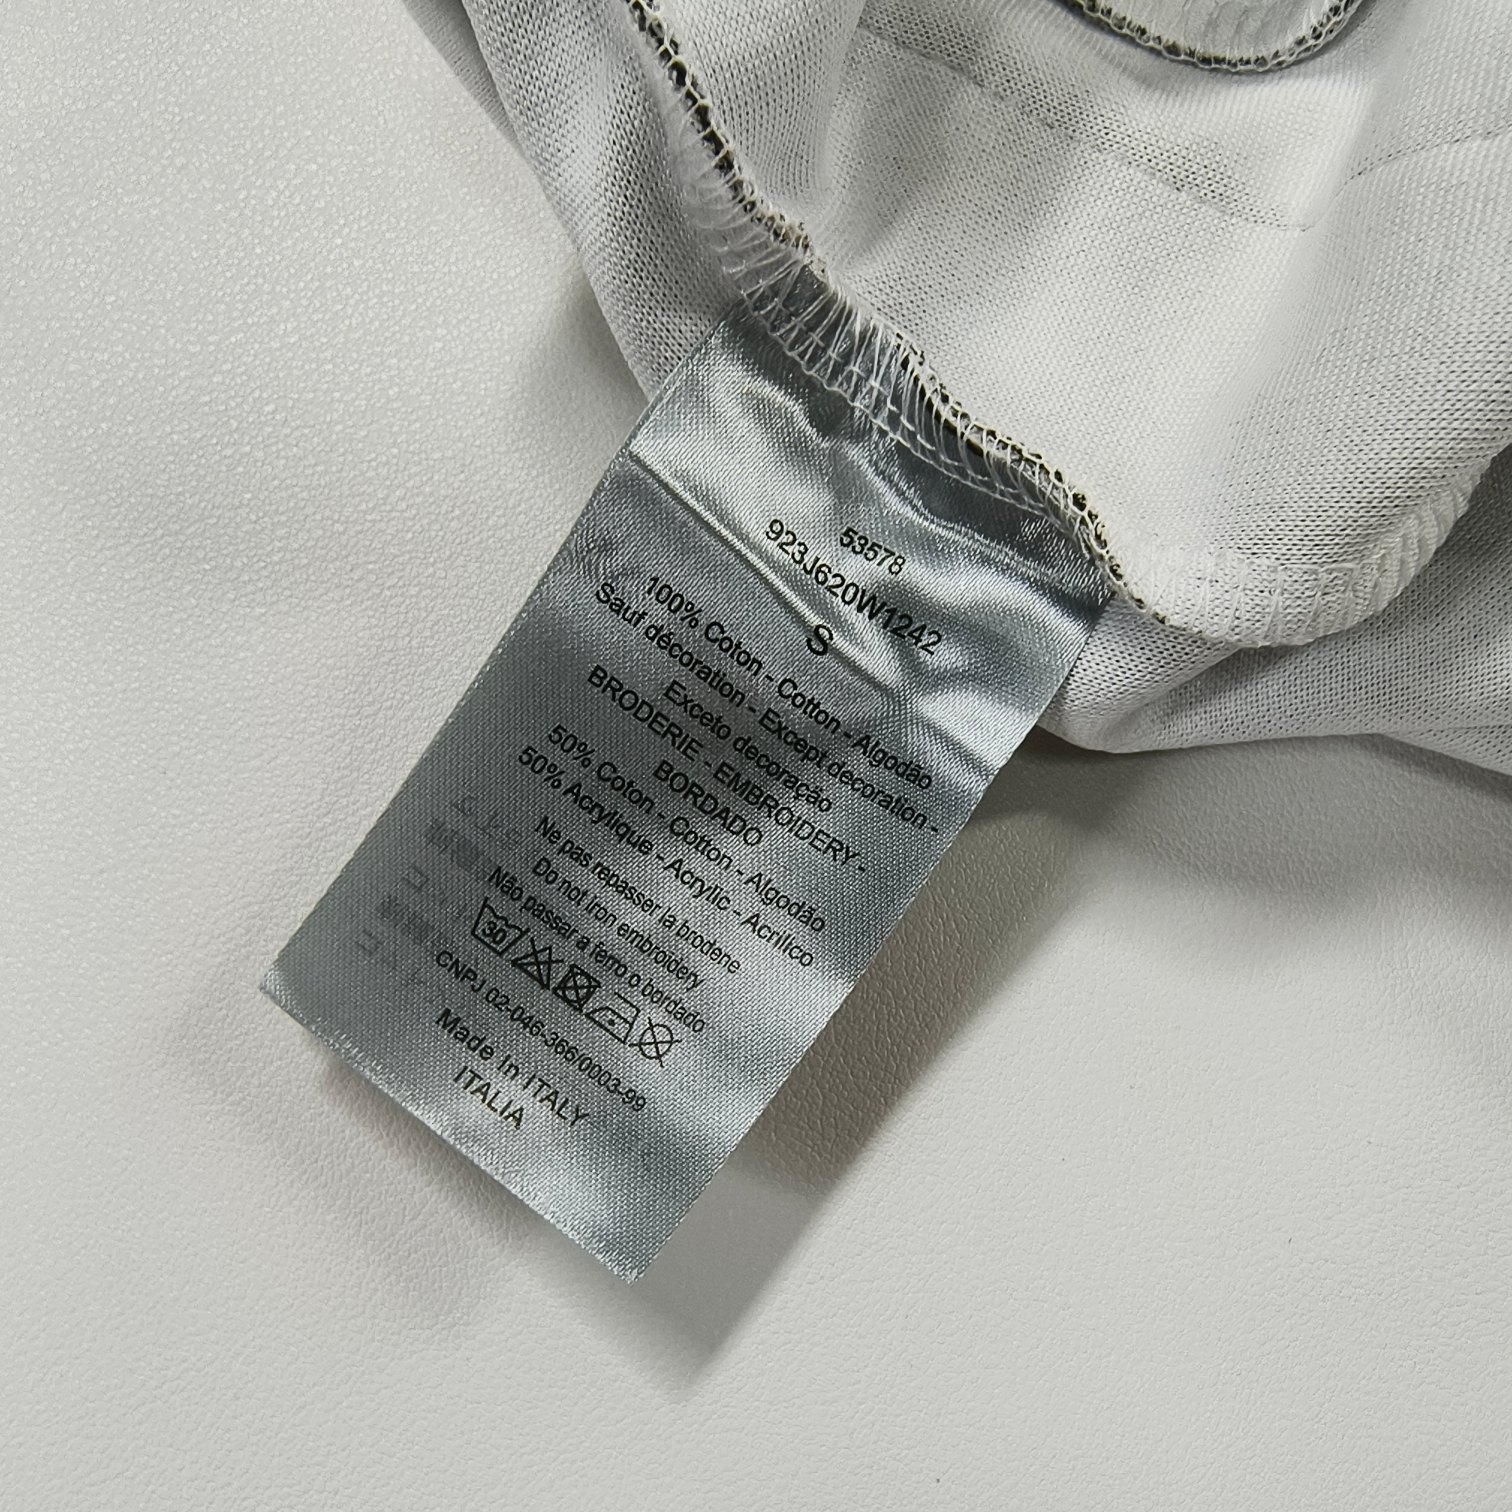 53578
923J620W1242
S
100% Coton - Cotton - Algodão
Sauf décoration - Except decoration -
Exceto decoração
BRODERIE - EMBROIDERY -
BORDADO
50% Coton - Cotton - Algodão
50% Acrylique - Acrylic - Acrilico
Ne pas repasser la broderie
Do not iron embroidery
Não passar a ferro o bordado
30
CNPJ 02-046-366/0003-99
Made in ITALY
ITALIA